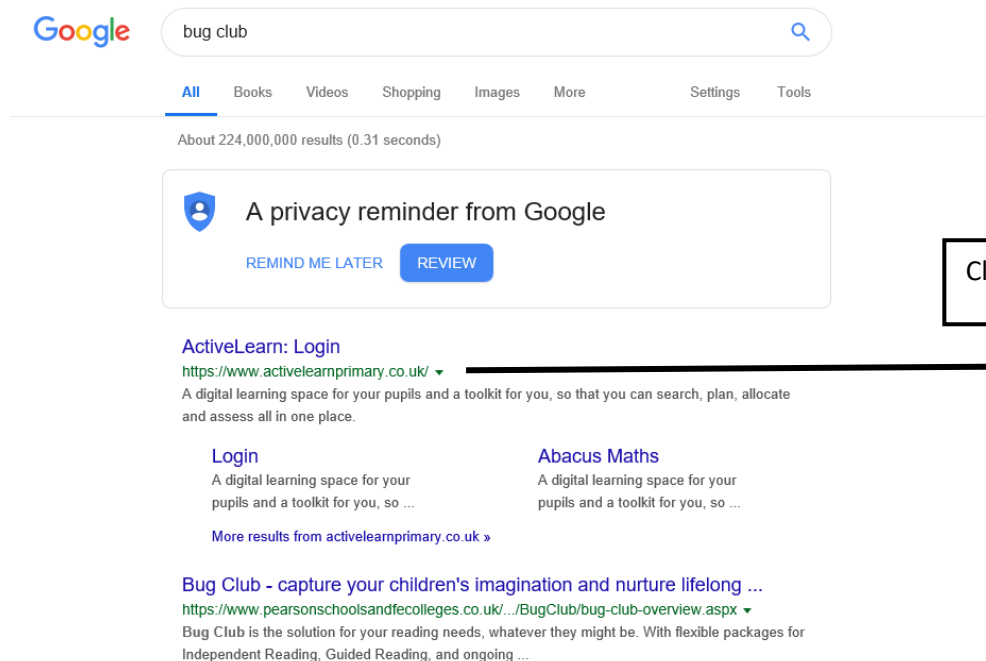 Google
bug club
All Books Videos Shopping Images More Settings Tools
About 224,000,000 results (0.31 seconds)
A privacy reminder from Google
REMIND ME LATER REVIEW
ActiveLearn: Login
https://www.activelearnprimary.co.uk/
A digital learning space for your pupils and a toolkit for you, so that you can search, plan, allocate
and assess all in one place.
Login
A digital learning space for your
pupils and a toolkit for you, so ...
Abacus Maths
A digital learning space for your
pupils and a toolkit for you, so ...
More results from activelearnprimary.co.uk »
Bug Club - capture your children's imagination and nurture lifelong ...
https://www.pearsonschoolsandfecolleges.co.uk/.../BugClub/bug-club-overview.aspx
Bug Club is the solution for your reading needs, whatever they might be. With flexible packages for
Independent Reading, Guided Reading, and ongoing ...